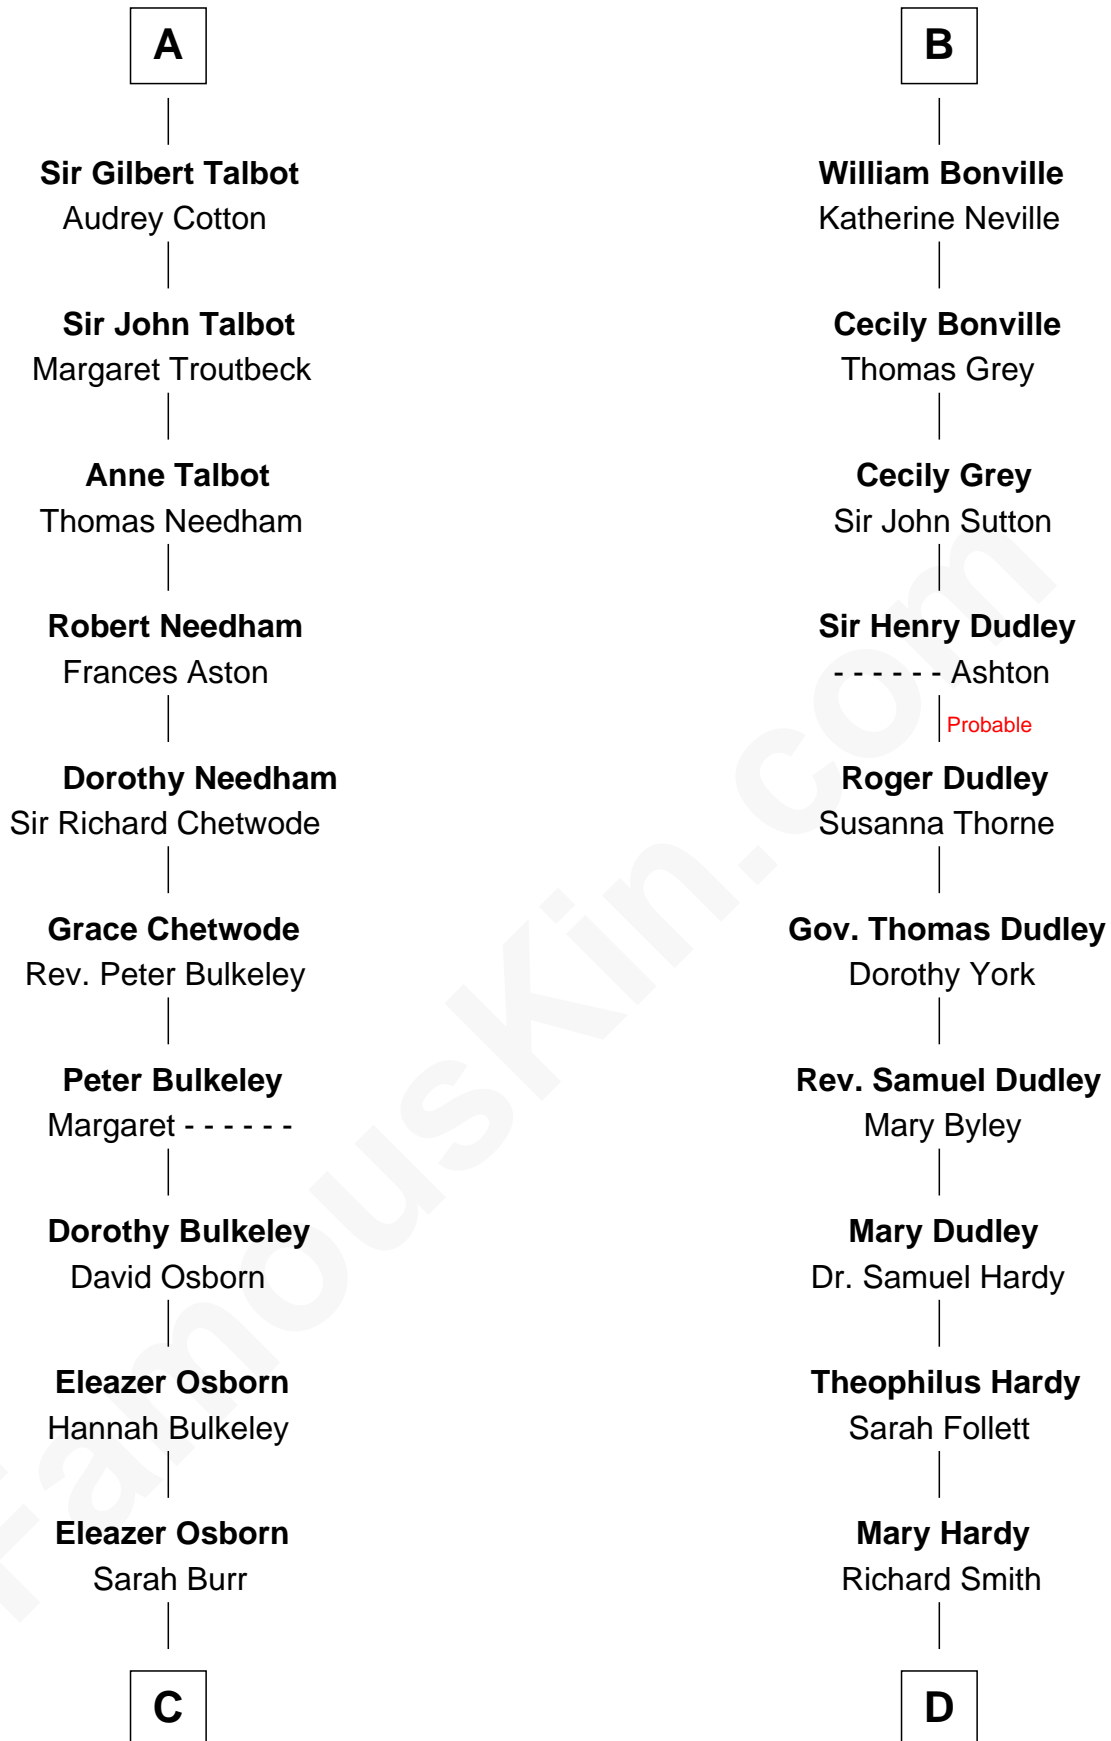 A
Sir Gilbert Talbot
Audrey Cotton
Sir John Talbot
Margaret Troutbeck
Anne Talbot
Thomas Needham
Robert Needham
Frances Aston
Dorothy Needham
Sir Richard Chetwode
Grace Chetwode
Rev. Peter Bulkeley
Peter Bulkeley
Margaret - - - - - -
Dorothy Bulkeley
David Osborn
Eleazer Osborn
Hannah Bulkeley
Eleazer Osborn
Sarah Burr
C
B
William Bonville
Katherine Neville
Cecily Bonville
Thomas Grey
Cecily Grey
Sir John Sutton
Sir Henry Dudley
- - - - - - Ashton
Probable
Roger Dudley
Susanna Thorne
Gov. Thomas Dudley
Dorothy York
Rev. Samuel Dudley
Mary Byley
Mary Dudley
Dr. Samuel Hardy
Theophilus Hardy
Sarah Follett
Mary Hardy
Richard Smith
D
FamousKin.com